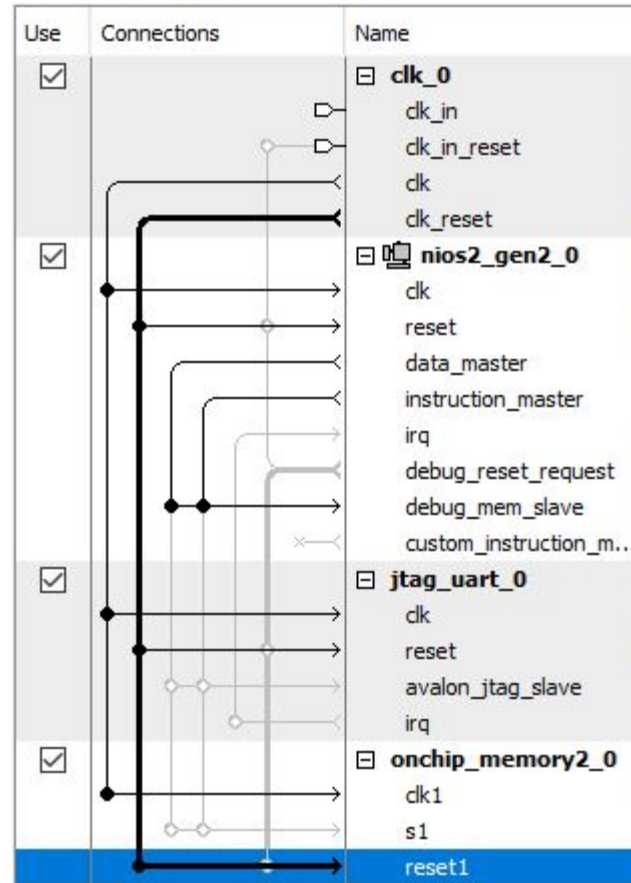 Use Connections Name
clk_0
clk_in
clk_in_reset
clk
clk_reset
nios2_gen2_0
clk
reset
data_master
instruction_master
irq
debug_reset_request
debug_mem_slave
custom_instruction_m..
jtag_uart_0
clk
reset
avalon_jtag_slave
irq
onchip_memory2_0
clk1
s1
reset1